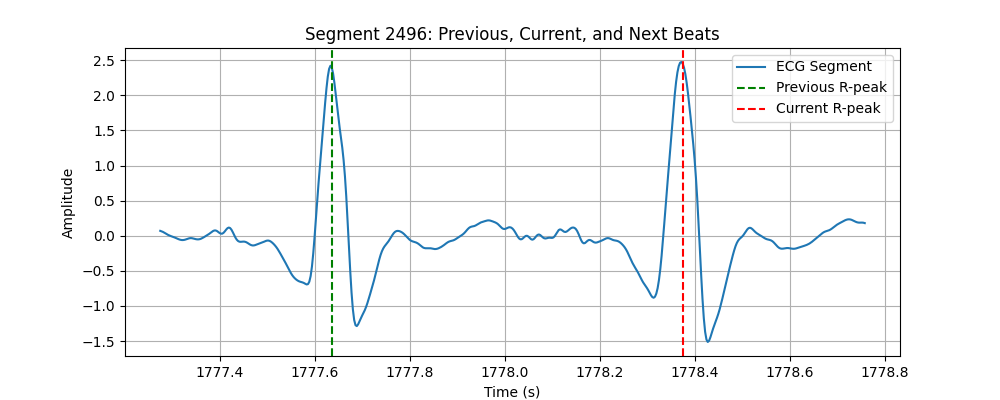 Segment 2496: Previous, Current, and Next Beats
2.5
2.0
1.5
1.0
0.5
0.0
−0.5
−1.0
−1.5
Amplitude
ECG Segment
Previous R-peak
Current R-peak
1777.4 1777.6 1777.8 1778.0 1778.2 1778.4 1778.6 1778.8
Time (s)